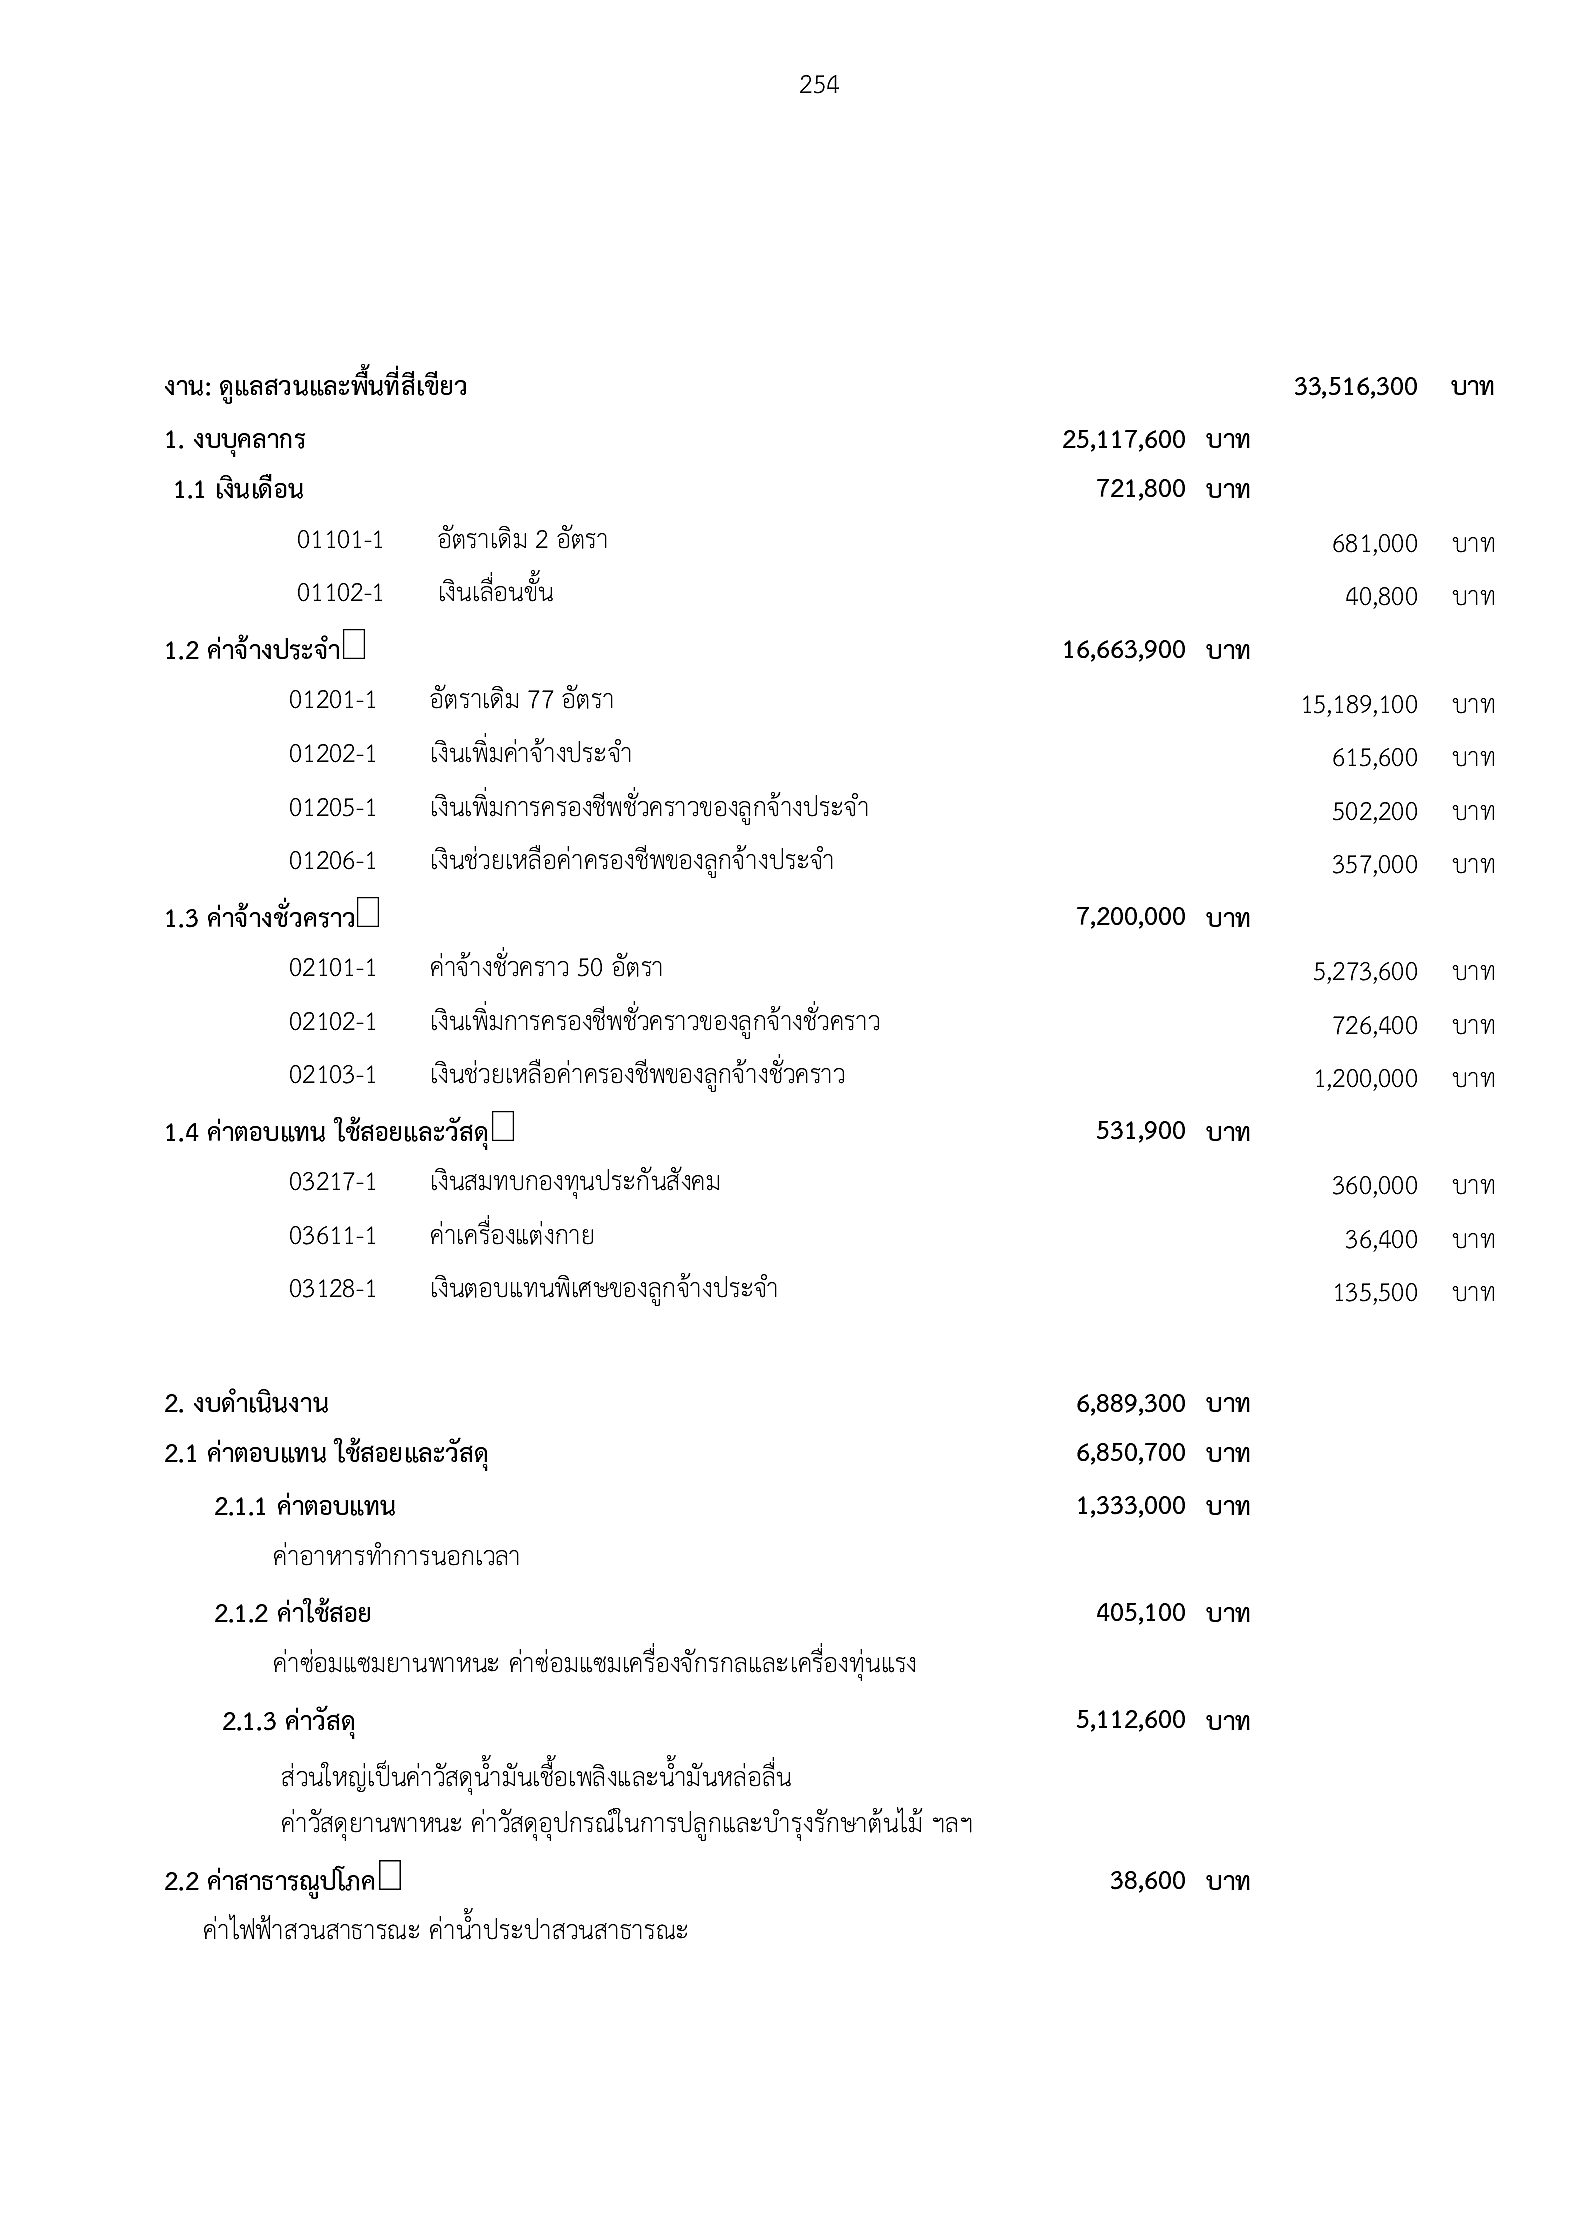 254
งาน: ดูแลสวนและพื้นที่สีเขียว 33,516,300 บาท
1. งบบุคลากร 25,117,600 บาท
1.1 เงินเดือน 721,800 บาท
01101-1 อัตราเดิม 2 อัตรา 681,000 บาท
01102-1 เงินเลื่อนขั้น 40,800 บาท
1.2 ค่าจ้างประจำ 16,663,900 บาท
01201-1 อัตราเดิม 77 อัตรา 15,189,100 บาท
01202-1 เงินเพิ่มค่าจ้างประจำ 615,600 บาท
01205-1 เงินเพิ่มการครองชีพชั่วคราวของลูกจ้างประจำ 502,200 บาท
01206-1 เงินช่วยเหลือค่าครองชีพของลูกจ้างประจำ 357,000 บาท
1.3 ค่าจ้างชั่วคราว 7,200,000 บาท
02101-1 ค่าจ้างชั่วคราว 50 อัตรา 5,273,600 บาท
02102-1 เงินเพิ่มการครองชีพชั่วคราวของลูกจ้างชั่วคราว 726,400 บาท
02103-1 เงินช่วยเหลือค่าครองชีพของลูกจ้างชั่วคราว 1,200,000 บาท
1.4 ค่าตอบแทน ใช้สอยและวัสดุ 531,900 บาท
03217-1 เงินสมทบกองทุนประกันสังคม 360,000 บาท
03611-1 ค่าเครื่องแต่งกาย 36,400 บาท
03128-1 เงินตอบแทนพิเศษของลูกจ้างประจำ 135,500 บาท
2. งบดำเนินงาน 6,889,300 บาท
2.1 ค่าตอบแทน ใช้สอยและวัสดุ 6,850,700 บาท
2.1.1 ค่าตอบแทน 1,333,000 บาท
ค่าอาหารทำการนอกเวลา
2.1.2 ค่าใช้สอย 405,100 บาท
ค่าซ่อมแซมยานพาหนะ ค่าซ่อมแซมเครื่องจักรกลและเครื่องทุ่นแรง
2.1.3 ค่าวัสดุ 5,112,600 บาท
ส่วนใหญ่เป็นค่าวัสดุน้ำมันเชื้อเพลิงและน้ำมันหล่อลื่น
ค่าวัสดุยานพาหนะ ค่าวัสดุอุปกรณ์ในการปลูกและบำรุงรักษาต้นไม้ ฯลฯ
2.2 ค่าสาธารณูปโภค 38,600 บาท
ค่าไฟฟ้าสวนสาธารณะ ค่าน้ำประปาสวนสาธารณะ